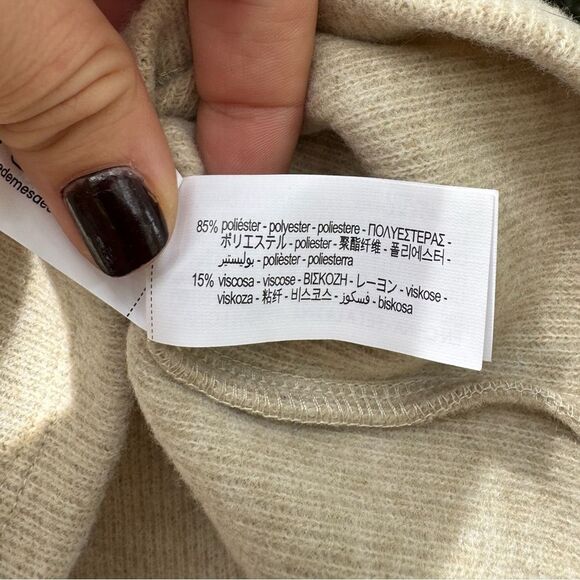 85% poliéster - polyester - poliestere - ΠΟΛΥΕΣΤΕΡΑΣ -
ポリエステル - poliester - 聚酯纤维 - 폴리에스터 -
بوليستير - polièster - poliesterra
15% viscosa - viscose - ΒΙΣΚΟΖΗ - レーヨン - viskose -
viskoza - 粘纤 - 비스코스 - فسكوز - biskosa